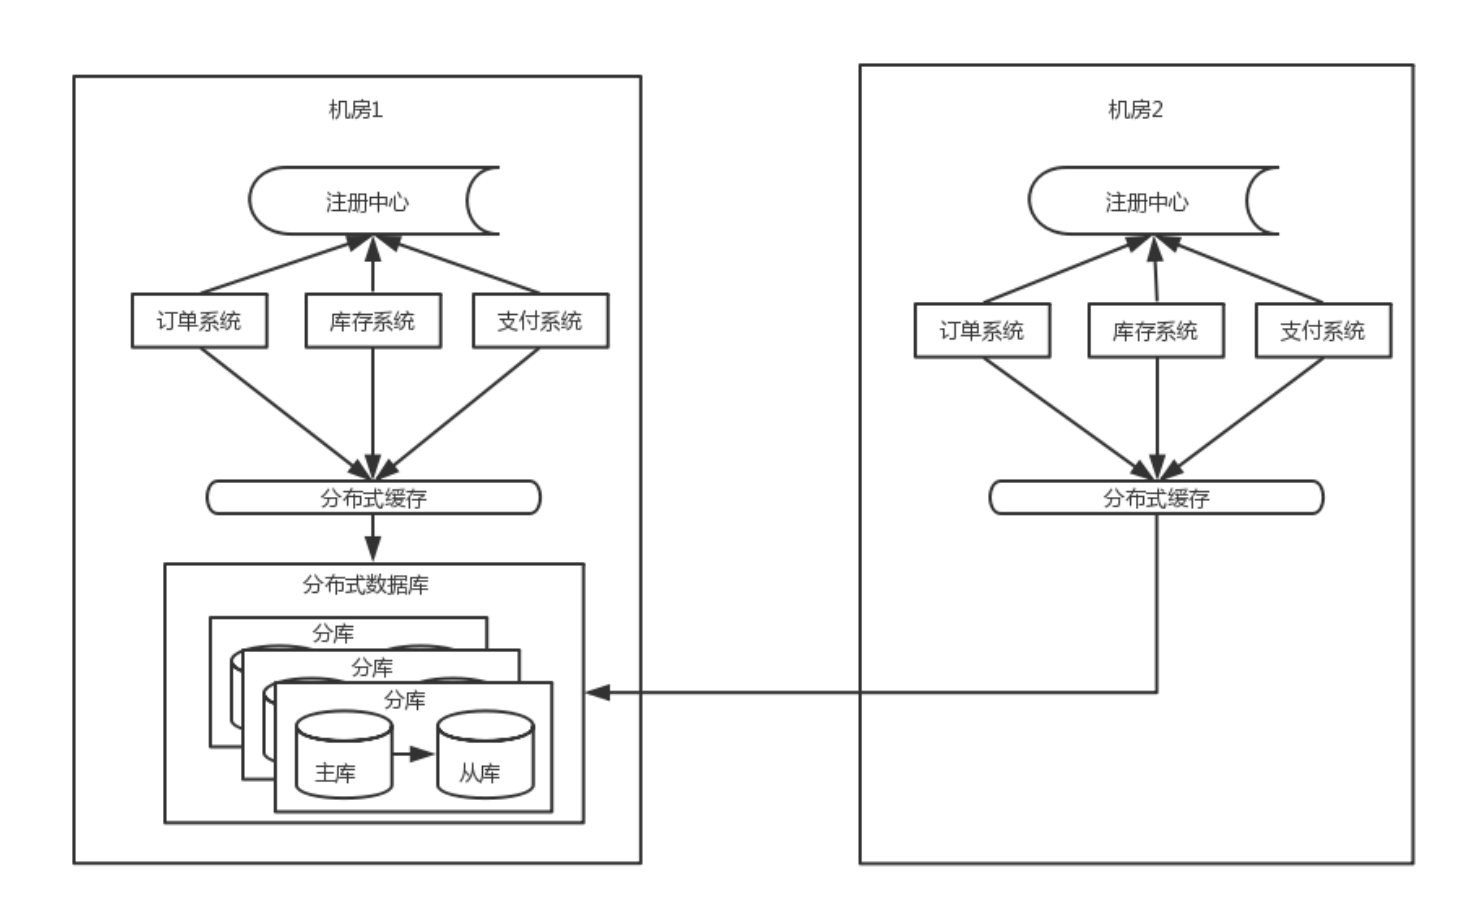 机房1
注册中心
订单系统
库存系统
支付系统
分布式缓存
分布式数据库
分库
分库
分库
主库
从库
机房2
注册中心
订单系统
库存系统
支付系统
分布式缓存